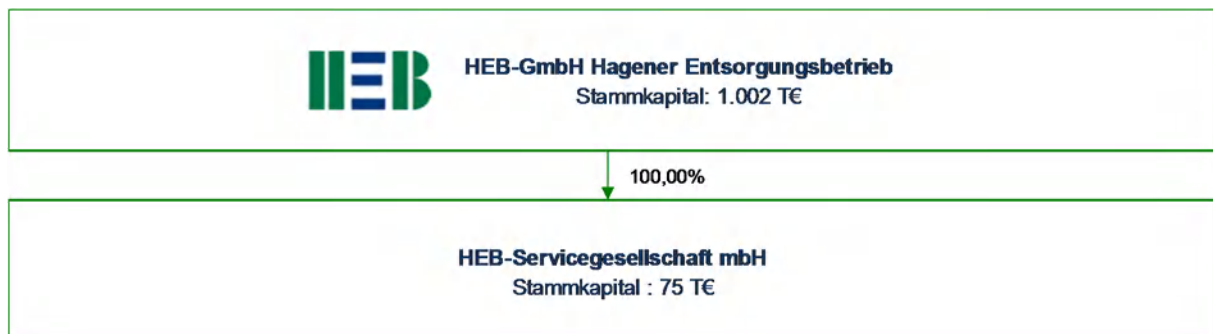 HEB
HEB-GmbH Hagener Entsorgungsbetrieb
Stammkapital: 1.002 T€
100,00%
HEB-Servicegesellschaft mbH
Stammkapital : 75 T€